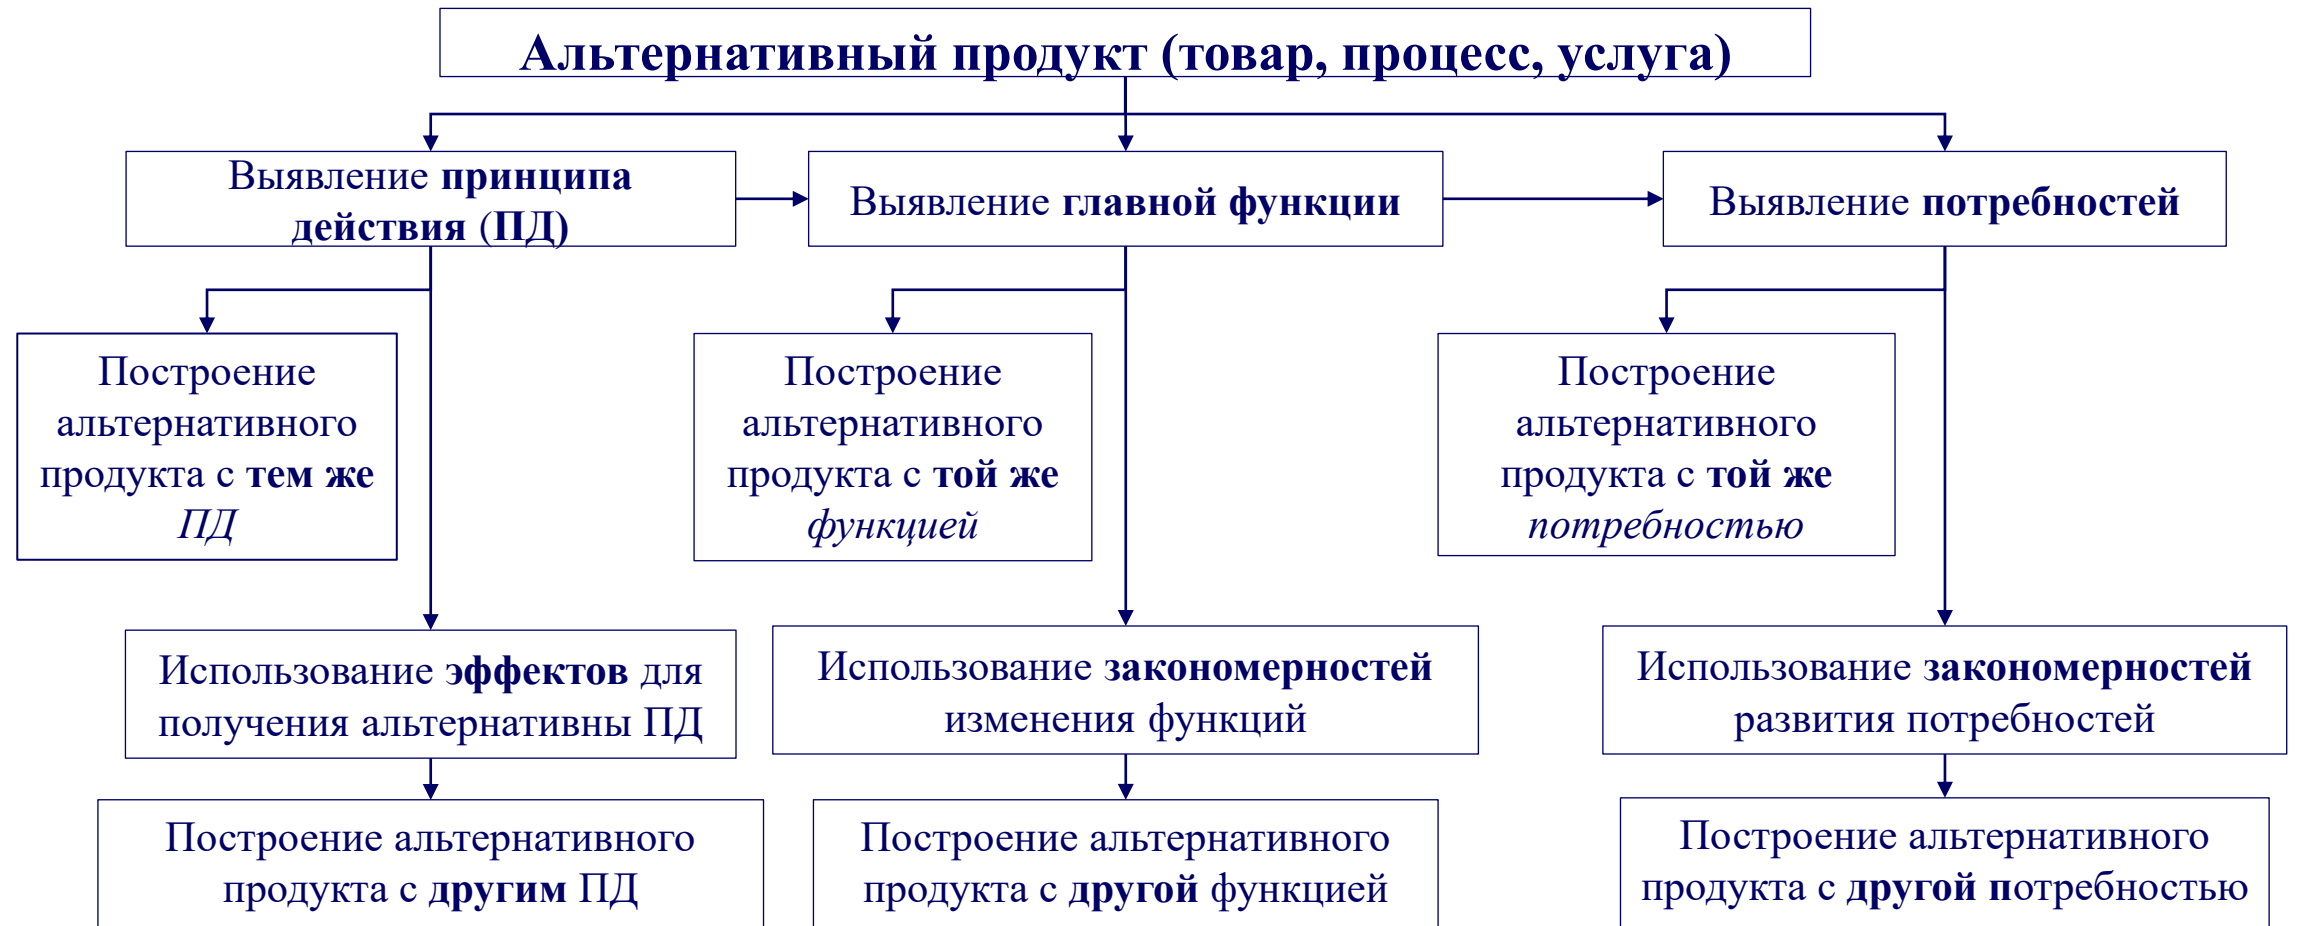 Альтернативный продукт (товар, процесс, услуга)
Выявление принципа
действия (ПД)
Выявление главной функции
Выявление потребностей
Построение
альтернативного
продукта с тем же
ПД
Построение
альтернативного
продукта с той же
функцией
Построение
альтернативного
продукта с той же
потребностью
Использование эффектов для
получения альтернативны ПД
Использование закономерностей
изменения функций
Использование закономерностей
развития потребностей
Построение альтернативного
продукта с другим ПД
Построение альтернативного
продукта с другой функцией
Построение альтернативного
продукта с другой потребностью